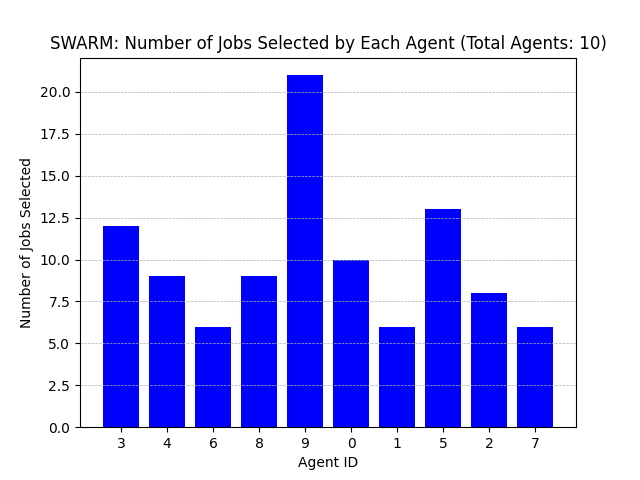 SWARM: Number of Jobs Selected by Each Agent (Total Agents: 10)
Number of Jobs Selected
20.0
17.5
15.0
12.5
10.0
7.5
5.0
2.5
0.0
3 4 6 8 9 0 1 5 2 7
Agent ID